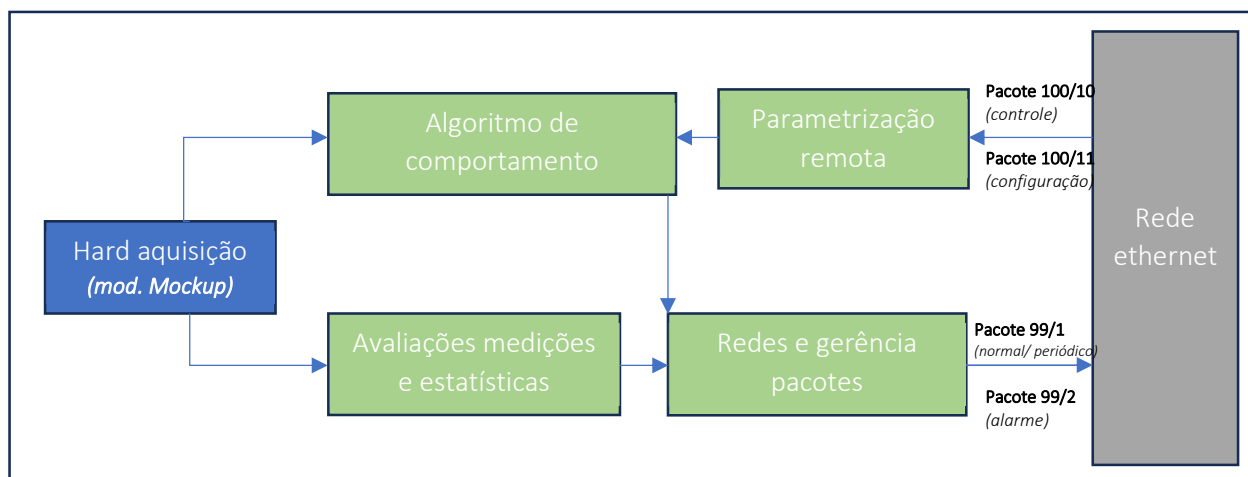 Algoritmo de
comportamento
Parametrização
remota
Pacote 100/10
(controle)
Pacote 100/11
(configuração)
Rede
ethernet
Hard aquisição
(mod. Mockup)
Avaliações medições
e estatísticas
Redes e gerência
pacotes
Pacote 99/1
(normal/ periódica)
Pacote 99/2
(alarme)